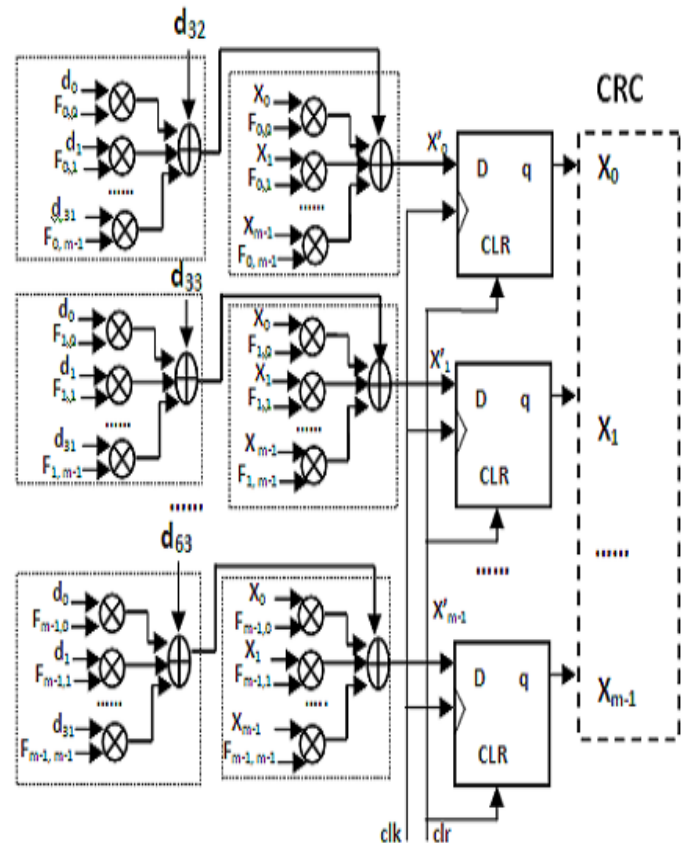 d32
d0
F0,0
d1
F0,1
......
d31
F0, m-1
X0
F0,0
X1
F0,1
......
Xm-1
F0, m-1
X'0
D q
CLR
CRC
X0
d33
d0
F1,0
d1
F1,1
......
d31
F1, m-1
X0
F1,0
X1
F1,1
......
Xm-1
F1, m-1
X'1
D q
CLR
X1
......
......
......
d63
d0
Fm-1,0
d1
Fm-1,1
......
d31
Fm-1, m-1
X0
Fm-1,0
X1
Fm-1,1
.....
Xm-1
Fm-1, m-1
X'm-1
D q
CLR
Xm-1
clk clr